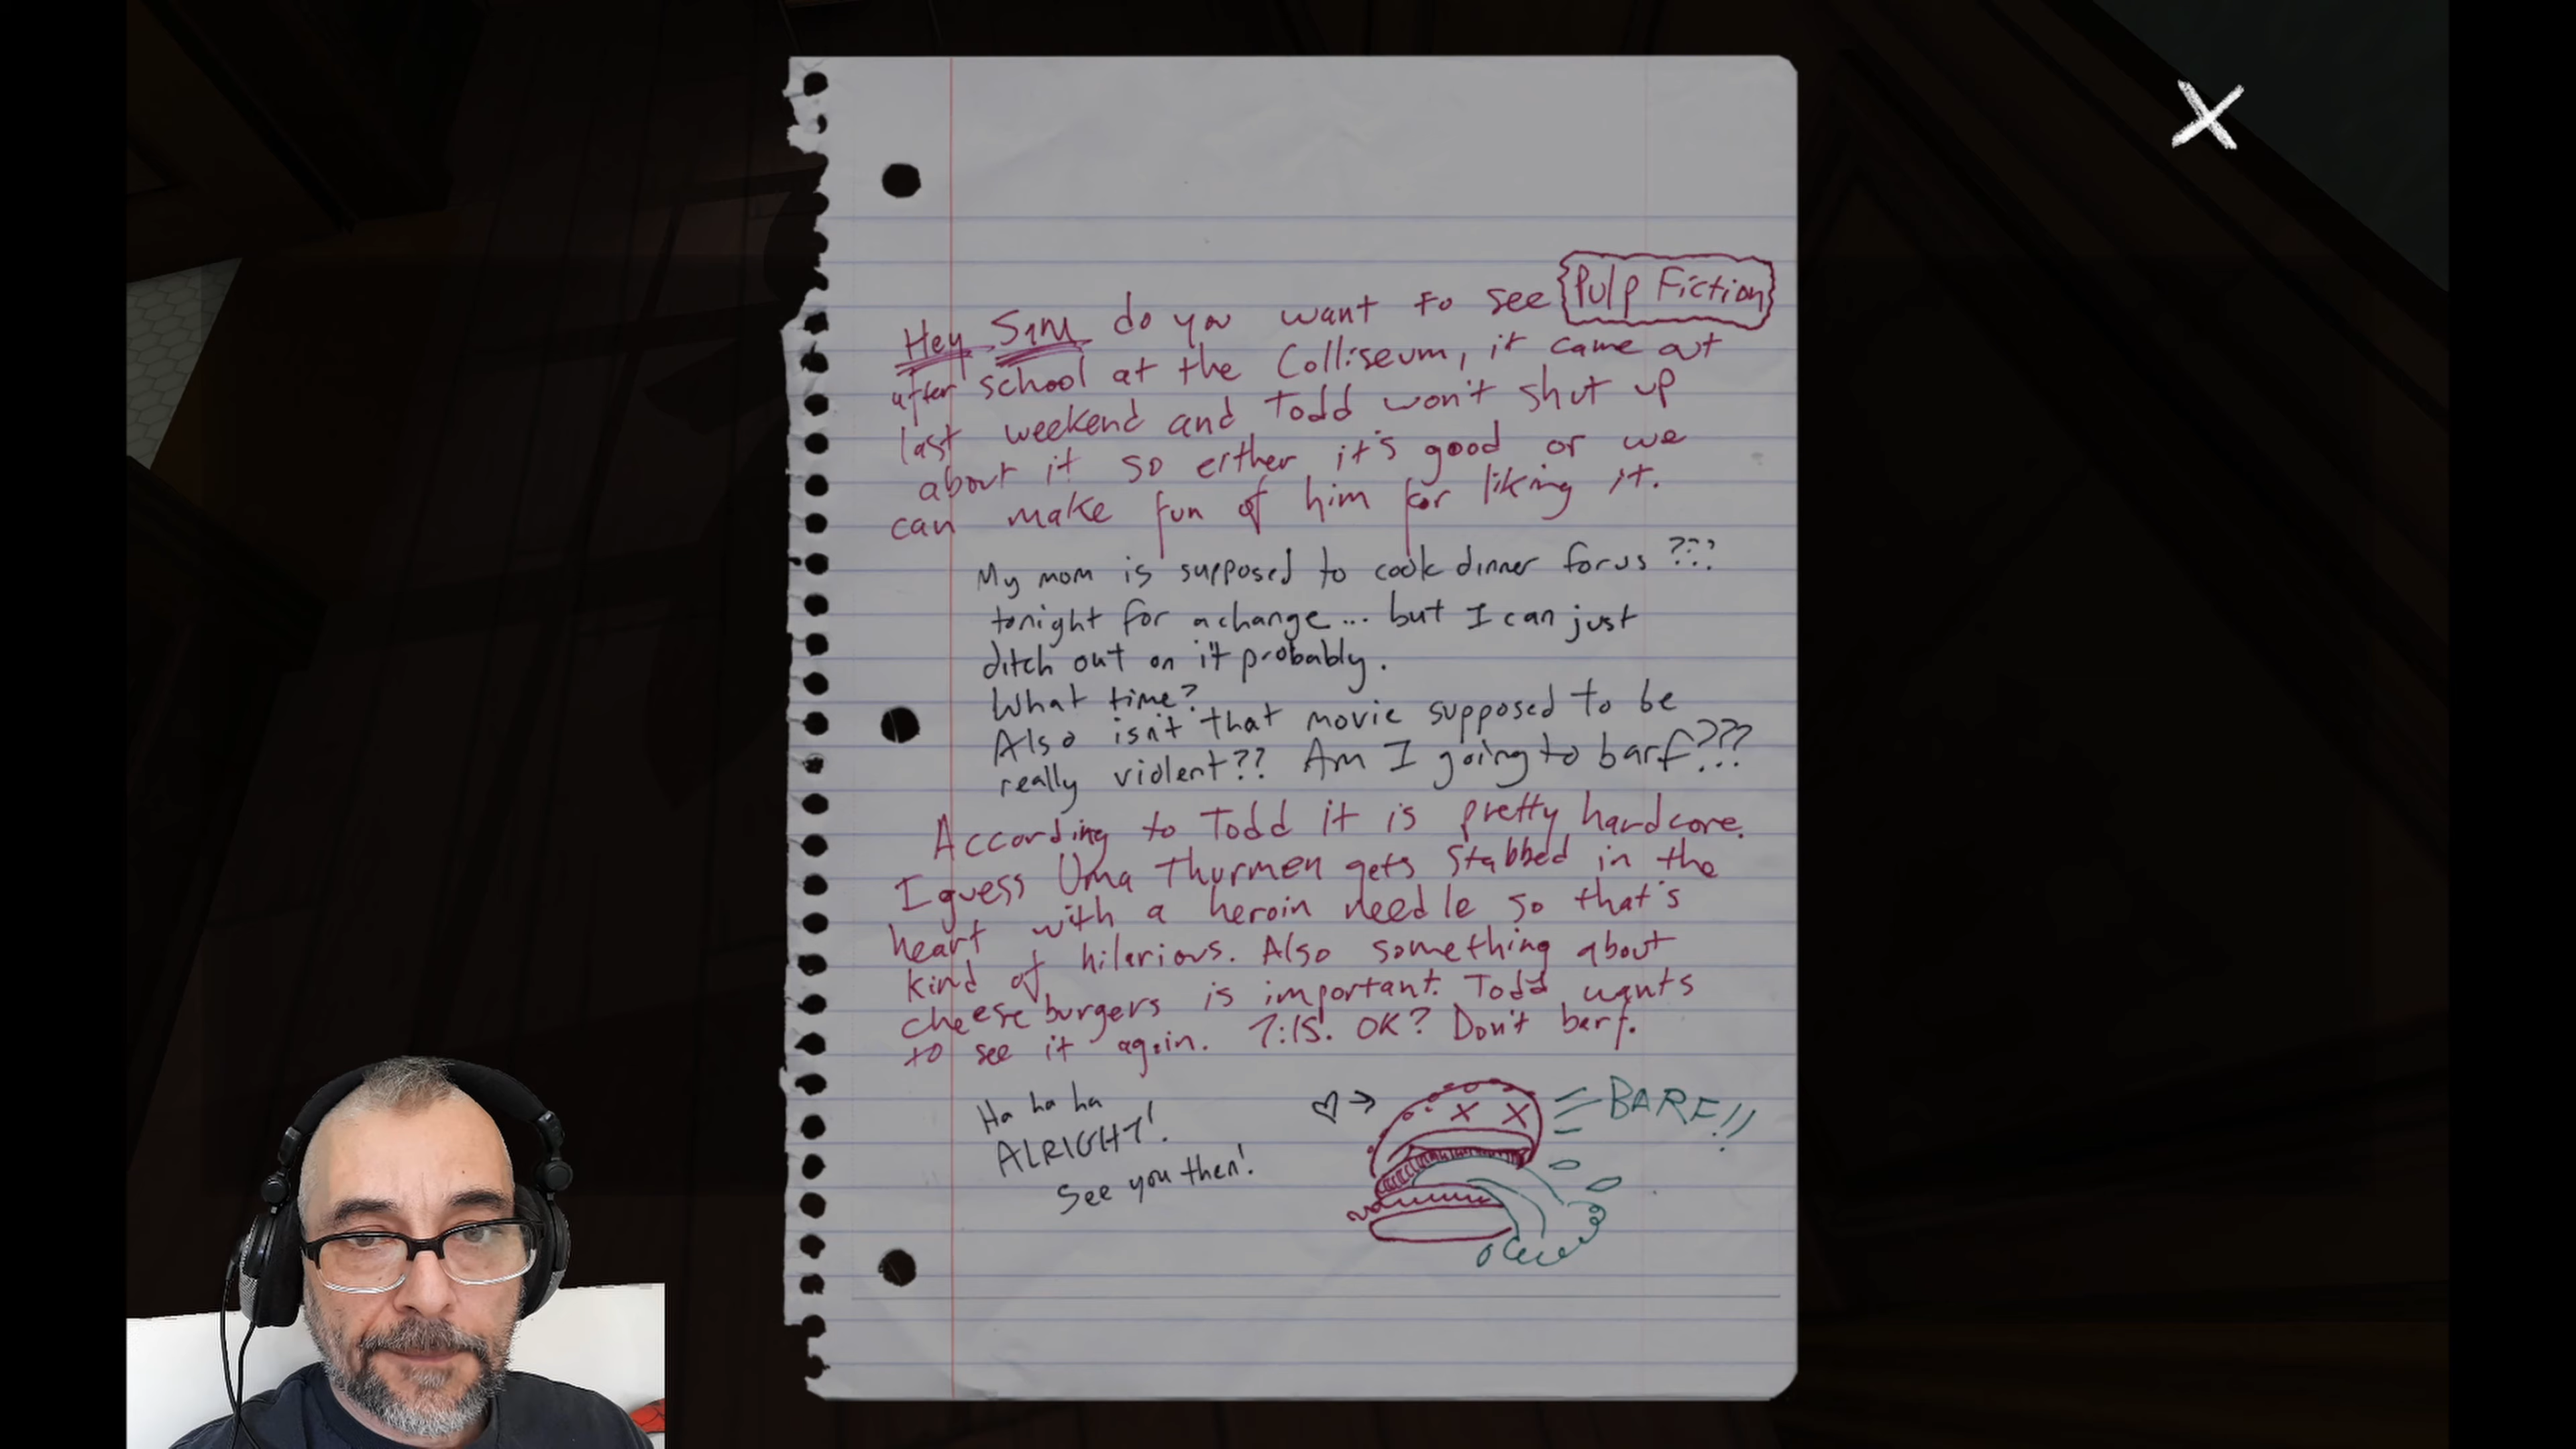 Hey Sam do you want to see Pulp Fiction
after school at the Colliseum, it came out
last weekend and Todd won't shut up
about it so either it's good or we
can make fun of him for liking it.
My mom is supposed to cook dinner for us ???
tonight for a change... but I can just
ditch out on it probably.
What time?
Also isn't that movie supposed to be
really violent?? Am I going to barf???
According to Todd it is pretty hardcore.
I guess Uma Thurmen gets stabbed in the
heart with a heroin needle so that's
kind of hilarious. Also something about
cheeseburgers is important. Todd wants
to see it again. 7:15. OK? Don't barf.
Ha ha ha
ALRIGHT!
See you then!
BARF!!